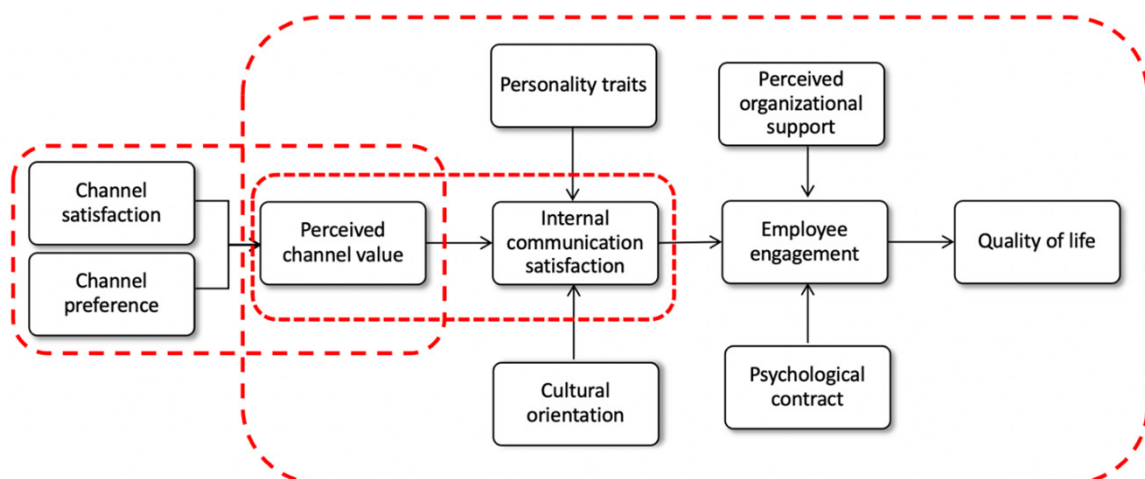 Personality traits
Perceived
organizational
support
Channel
satisfaction
Channel
preference
Perceived
channel value
Internal
communication
satisfaction
Employee
engagement
Quality of life
Cultural
orientation
Psychological
contract